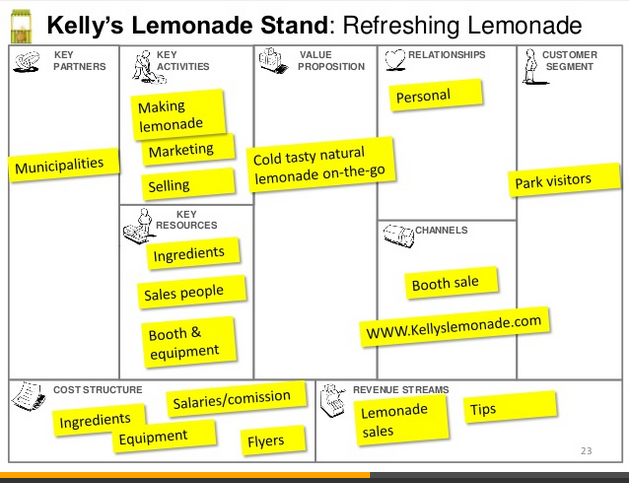 Kelly's Lemonade Stand: Refreshing Lemonade
KEY
PARTNERS
Municipalities
KEY
ACTIVITIES
Making
lemonade
Marketing
Selling
KEY
RESOURCES
Ingredients
Sales people
Booth &
equipment
VALUE
PROPOSITION
Cold tasty natural
lemonade on-the-go
RELATIONSHIPS
Personal
CHANNELS
Booth sale
WWW.Kellyslemonade.com
CUSTOMER
SEGMENT
Park visitors
COST STRUCTURE
Salaries/comission
Ingredients
Equipment
Flyers
REVENUE STREAMS
Lemonade
sales
Tips
23